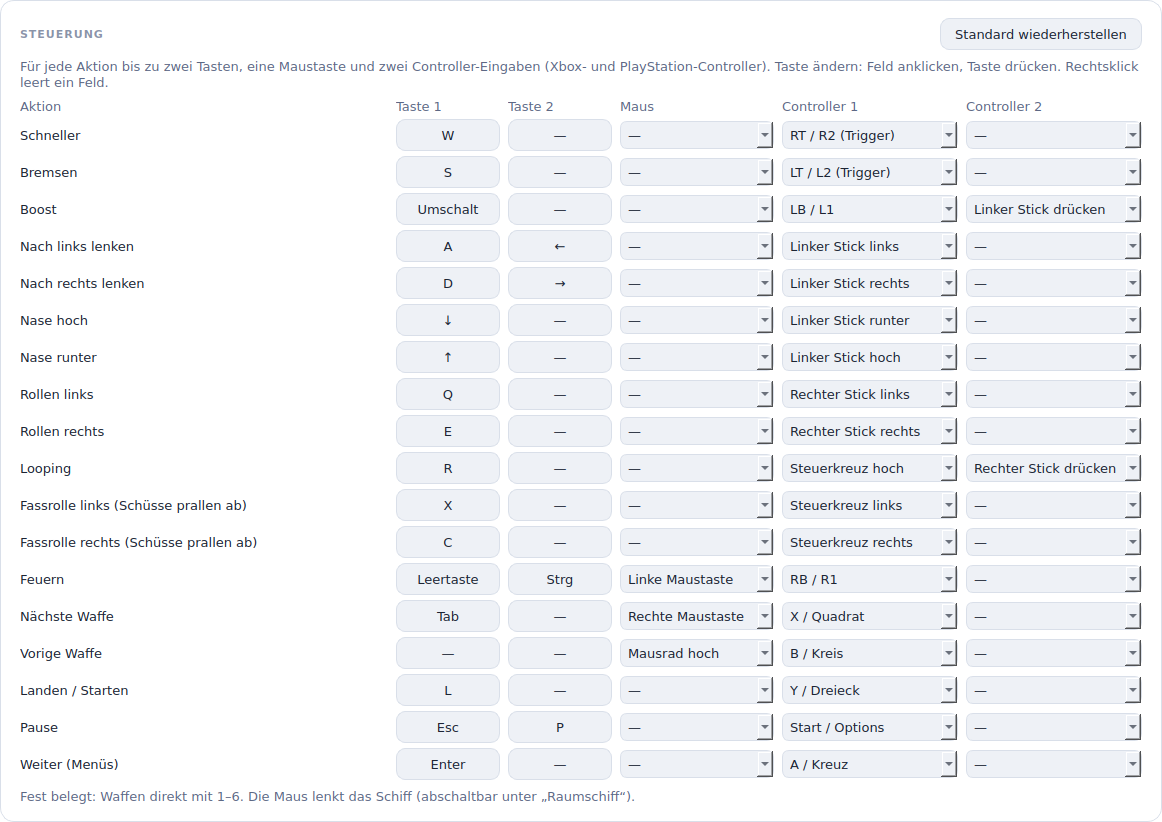 STEUERUNG
Standard wiederherstellen
Für jede Aktion bis zu zwei Tasten, eine Maustaste und zwei Controller-Eingaben (Xbox- und PlayStation-Controller). Taste ändern: Feld anklicken, Taste drücken. Rechtsklick
leert ein Feld.
Aktion Taste 1 Taste 2 Maus Controller 1 Controller 2
Schneller W — — RT / R2 (Trigger) —
Bremsen S — — LT / L2 (Trigger) —
Boost Umschalt — — LB / L1 Linker Stick drücken
Nach links lenken A ← — Linker Stick links —
Nach rechts lenken D → — Linker Stick rechts —
Nase hoch ↓ — — Linker Stick runter —
Nase runter ↑ — — Linker Stick hoch —
Rollen links Q — — Rechter Stick links —
Rollen rechts E — — Rechter Stick rechts —
Looping R — — Steuerkreuz hoch Rechter Stick drücken
Fassrolle links (Schüsse prallen ab) X — — Steuerkreuz links —
Fassrolle rechts (Schüsse prallen ab) C — — Steuerkreuz rechts —
Feuern Leertaste Strg Linke Maustaste RB / R1 —
Nächste Waffe Tab — Rechte Maustaste X / Quadrat —
Vorige Waffe — — Mausrad hoch B / Kreis —
Landen / Starten L — — Y / Dreieck —
Pause Esc P — Start / Options —
Weiter (Menüs) Enter — — A / Kreuz —
Fest belegt: Waffen direkt mit 1–6. Die Maus lenkt das Schiff (abschaltbar unter „Raumschiff“).